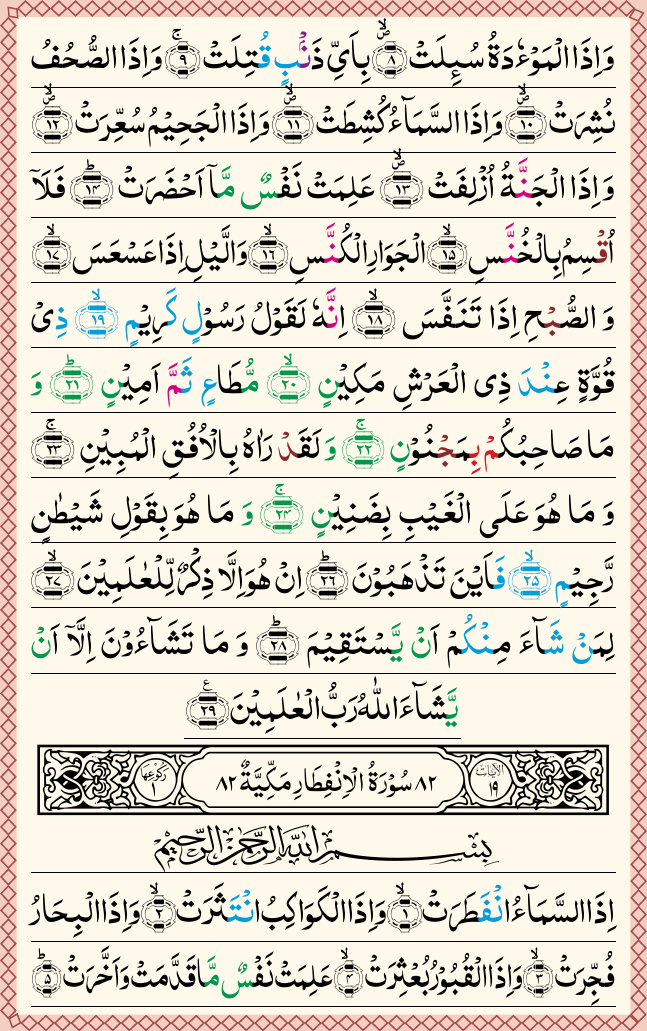 وَاِذَا الْمَوْءٗدَةُ سُىِٕلَتْ ۪ۙ﴿٨﴾ بِاَىِّ ذَنْۢبٍ قُتِلَتْ ۚ﴿٩﴾ وَاِذَا الصُّحُفُ
نُشِرَتْ ۪ۙ﴿١٠﴾ وَاِذَا السَّمَآءُ كُشِطَتْ ۪ۙ﴿١١﴾ وَاِذَا الْجَحِيْمُ سُعِّرَتْ ۪ۙ﴿١٢﴾
وَاِذَا الْجَنَّةُ اُزْلِفَتْ ۪ۙ﴿١٣﴾ عَلِمَتْ نَفْسٌ مَّاۤ اَحْضَرَتْ ؕ﴿١٤﴾ فَلَاۤ
اُقْسِمُ بِالْخُنَّسِ ۙ﴿١٥﴾ الْجَوَارِ الْكُنَّسِ ۙ﴿١٦﴾ وَالَّيْلِ اِذَا عَسْعَسَ ۙ﴿١٧﴾
وَ الصُّبْحِ اِذَا تَنَفَّسَ ۙ﴿١٨﴾ اِنَّهٗ لَقَوْلُ رَسُوْلٍ كَرِيْمٍ ۙ﴿١٩﴾ ذِىْ
قُوَّةٍ عِنْدَ ذِى الْعَرْشِ مَكِيْنٍ ۙ﴿٢٠﴾ مُّطَاعٍ ثَمَّ اَمِيْنٍ ؕ﴿٢١﴾ وَ
مَا صَاحِبُكُمْ بِمَجْنُوْنٍ ۚ﴿٢٢﴾ وَلَقَدْ رَاٰهُ بِالْاُفُقِ الْمُبِيْنِ ۚ﴿٢٣﴾
وَ مَا هُوَ عَلَى الْغَيْبِ بِضَنِيْنٍ ۚ﴿٢٤﴾ وَ مَا هُوَ بِقَوْلِ شَيْطٰنٍ
رَّجِيْمٍ ۙ﴿٢٥﴾ فَاَيْنَ تَذْهَبُوْنَ ؕ﴿٢٦﴾ اِنْ هُوَ اِلَّا ذِكْرٌ لِّلْعٰلَمِيْنَ ۙ﴿٢٧﴾
لِمَنْ شَآءَ مِنْكُمْ اَنْ يَّسْتَقِيْمَ ؕ﴿٢٨﴾ وَ مَا تَشَآءُوْنَ اِلَّاۤ اَنْ
يَّشَآءَ اللّٰهُ رَبُّ الْعٰلَمِيْنَ ﴿٢٩﴾ ع
الآيات ١٩ ٨٢ سُوْرَةُ الْاِنْفِطَارِ مَكِّيَّةٌ ٨٢ ركوعها ١
بِسْمِ اللّٰهِ الرَّحْمٰنِ الرَّحِيْمِ
اِذَا السَّمَآءُ انْفَطَرَتْ ۙ﴿١﴾ وَاِذَا الْكَوَاكِبُ انْتَثَرَتْ ۙ﴿٢﴾ وَاِذَا الْبِحَارُ
فُجِّرَتْ ۙ﴿٣﴾ وَاِذَا الْقُبُوْرُ بُعْثِرَتْ ۙ﴿٤﴾ عَلِمَتْ نَفْسٌ مَّا قَدَّمَتْ وَاَخَّرَتْ ؕ﴿٥﴾